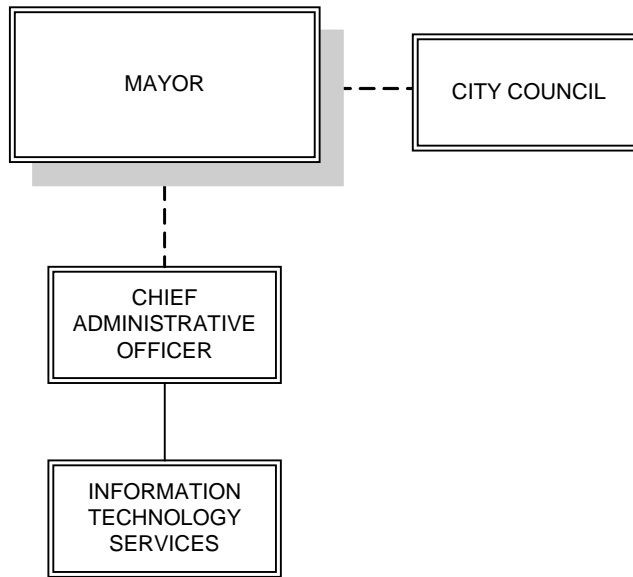 MAYOR
CITY COUNCIL
CHIEF
ADMINISTRATIVE
OFFICER
INFORMATION
TECHNOLOGY
SERVICES